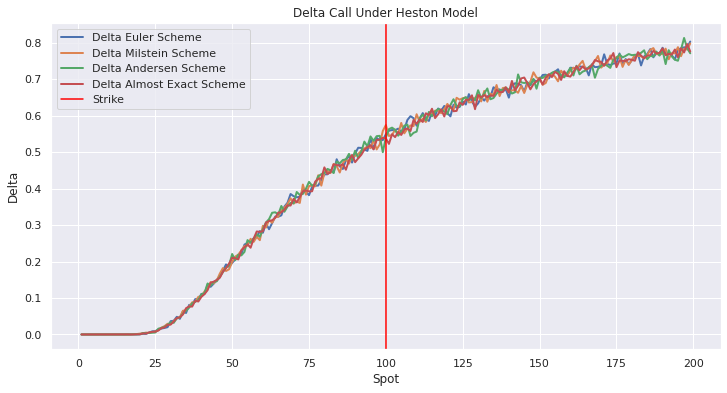 Delta Call Under Heston Model
Delta Euler Scheme
Delta Milstein Scheme
Delta Andersen Scheme
Delta Almost Exact Scheme
Strike
Delta
0.8
0.7
0.6
0.5
0.4
0.3
0.2
0.1
0.0
0 25 50 75 100 125 150 175 200
Spot